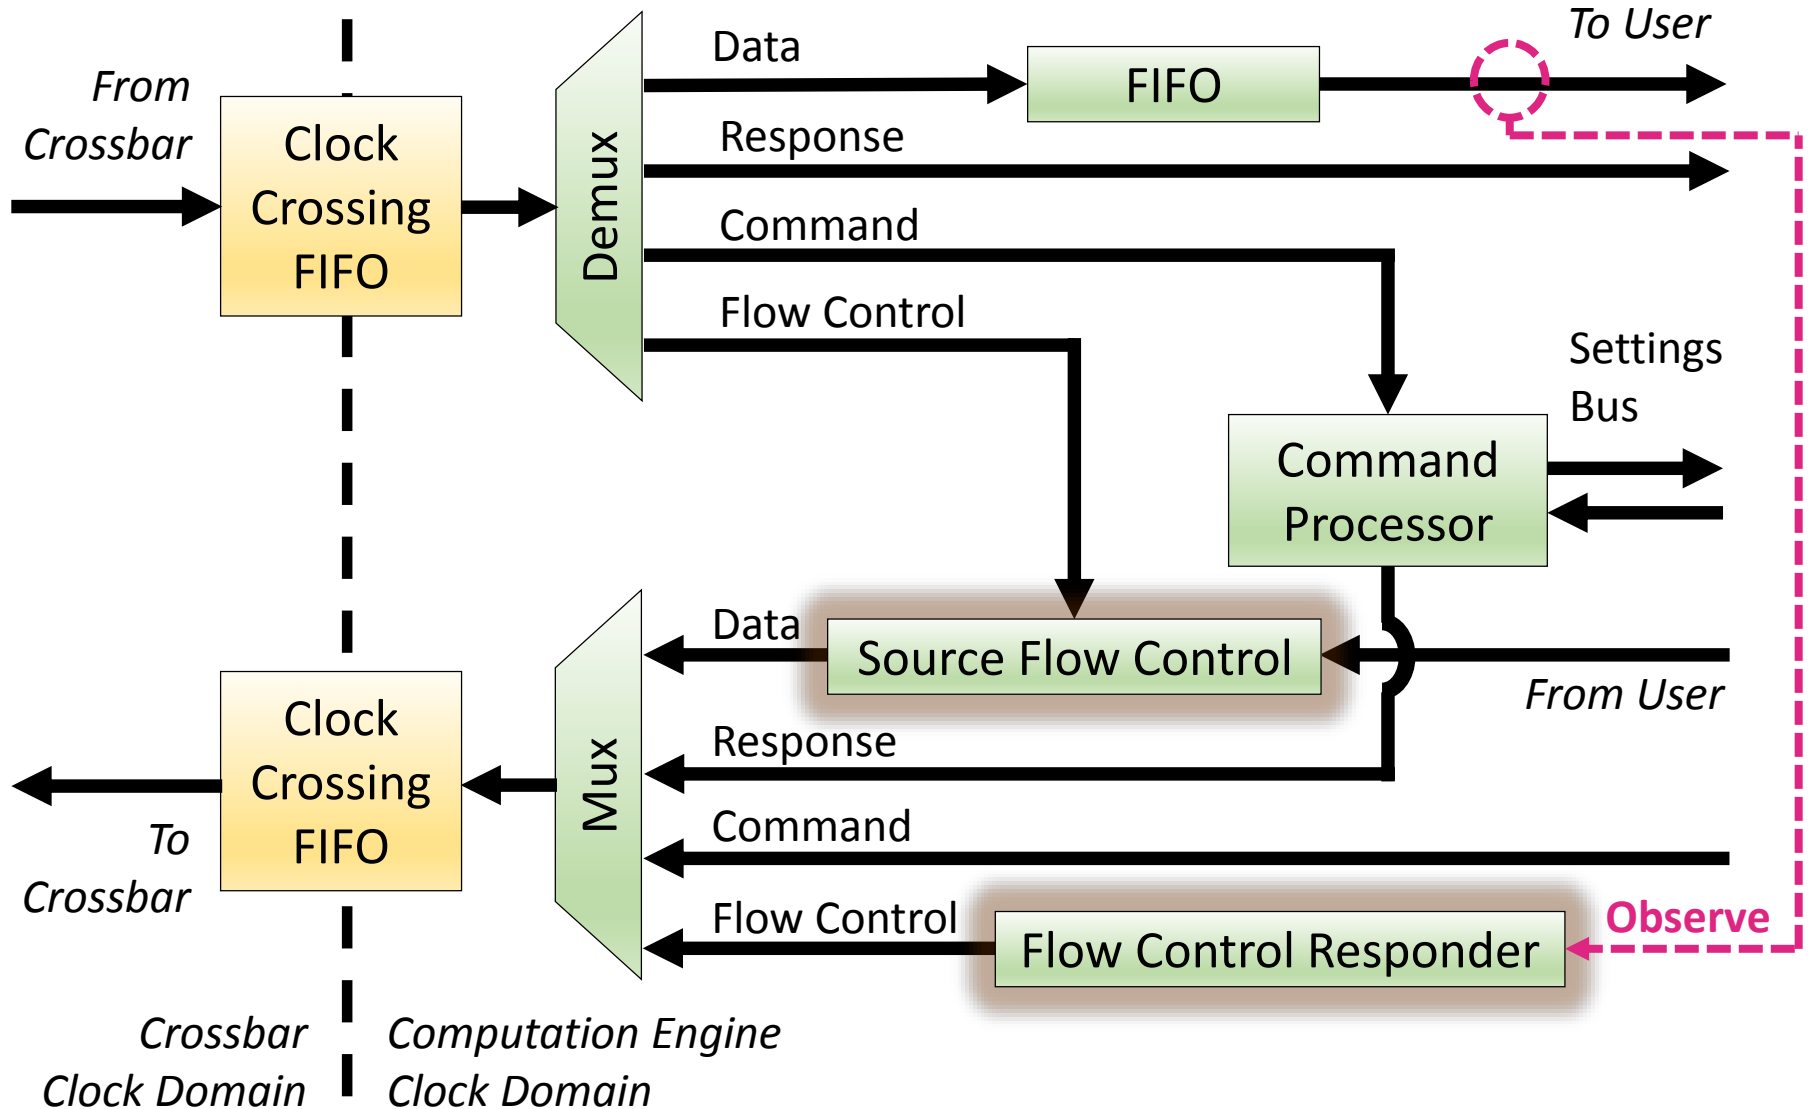 To User
Data
FIFO
From
Crossbar
Clock
Crossing
FIFO
Demux
Response
Command
Flow Control
Settings
Bus
Command
Processor
Data
Source Flow Control
From User
Clock
Crossing
FIFO
Mux
Response
Command
To
Crossbar
Flow Control
Flow Control Responder
Observe
Crossbar
Clock Domain
Computation Engine
Clock Domain